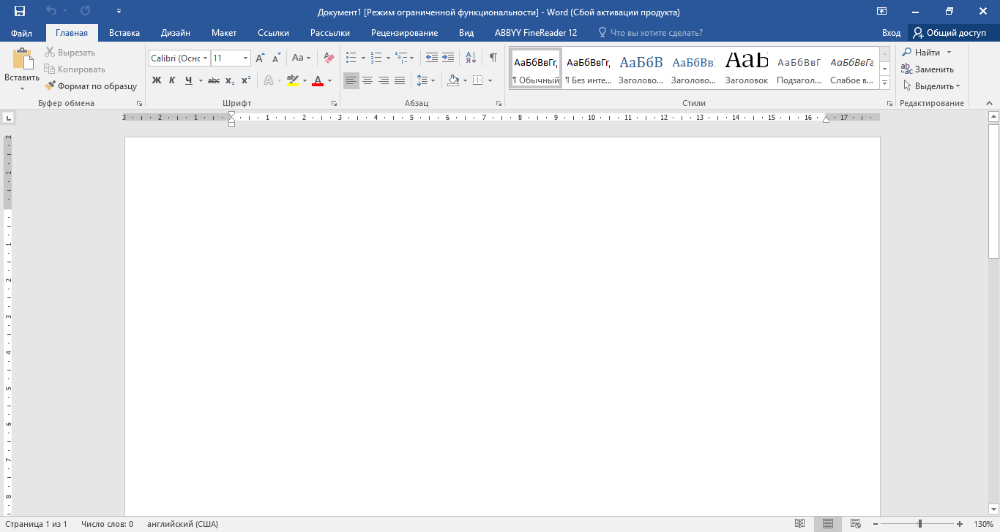 Документ1 [Режим ограниченной функциональности] - Word (Сбой активации продукта)
Файл Главная Вставка Дизайн Макет Ссылки Рассылки Рецензирование Вид ABBYY FineReader 12 Что вы хотите сделать? Вход Общий доступ
Вставить
Вырезать
Копировать
Формат по образцу
Буфер обмена
Calibri (Оснс 11
Aa
Ж К Ч abc x₂ x²
Шрифт
Абзац
АаБбВвГг, АаБбВвГг, АаБбВ АаБбВв: АаБ АаБбВвГ АаБбВвГг
¶ Обычный ¶ Без инте... Заголово... Заголово... Заголовок Подзагол... Слабое в...
Стили
Найти
Заменить
Выделить
Редактирование
3 2 1 1 2 3 4 5 6 7 8 9 10 11 12 13 14 15 16 17
2
1
1
2
3
4
5
6
7
8
Страница 1 из 1 Число слов: 0 английский (США) 130%